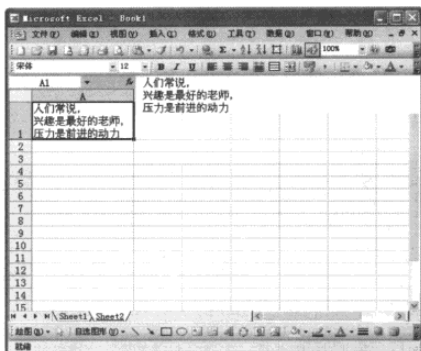 Microsoft Excel - Book1
文件(F) 编辑(E) 视图(V) 插入(I) 格式(O) 工具(T) 数据(D) 窗口(W) 帮助(H)
100%
宋体 12 B I U
A1 fx 人们常说,
兴趣是最好的老师,
压力是前进的动力
A
人们常说,
兴趣是最好的老师,
1 压力是前进的动力
2
3
4
5
6
7
8
9
10
11
12
13
14
15
Sheet1 Sheet2
绘图(R) 自选图形(U)
就绪